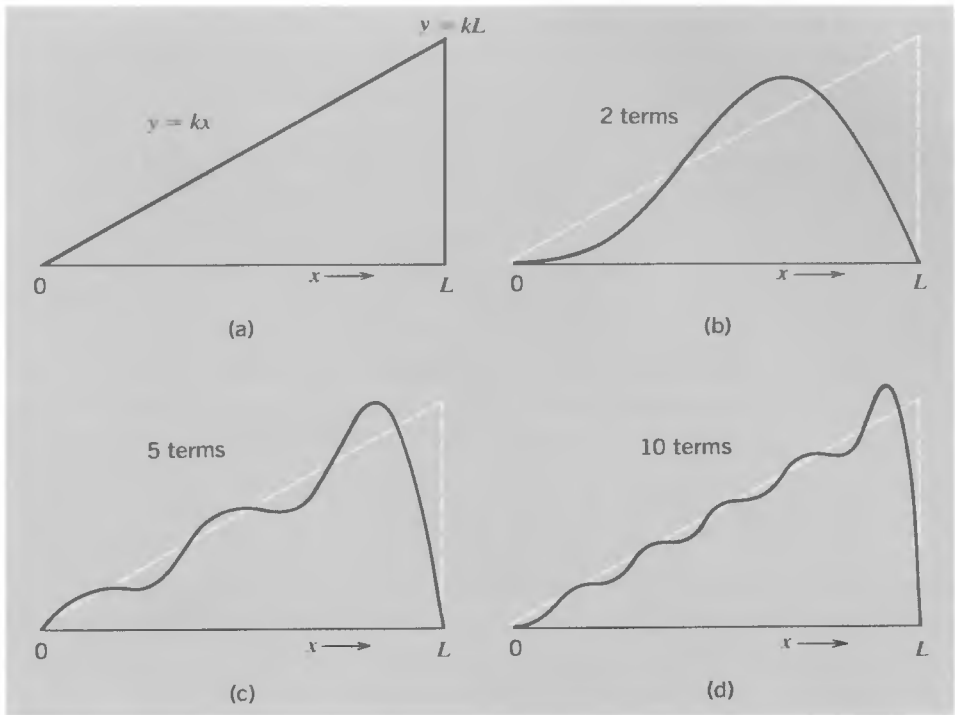 y = kL
y = kx
0
x →
L
(a)
2 terms
0
x →
L
(b)
5 terms
0
x →
L
(c)
10 terms
0
x →
L
(d)